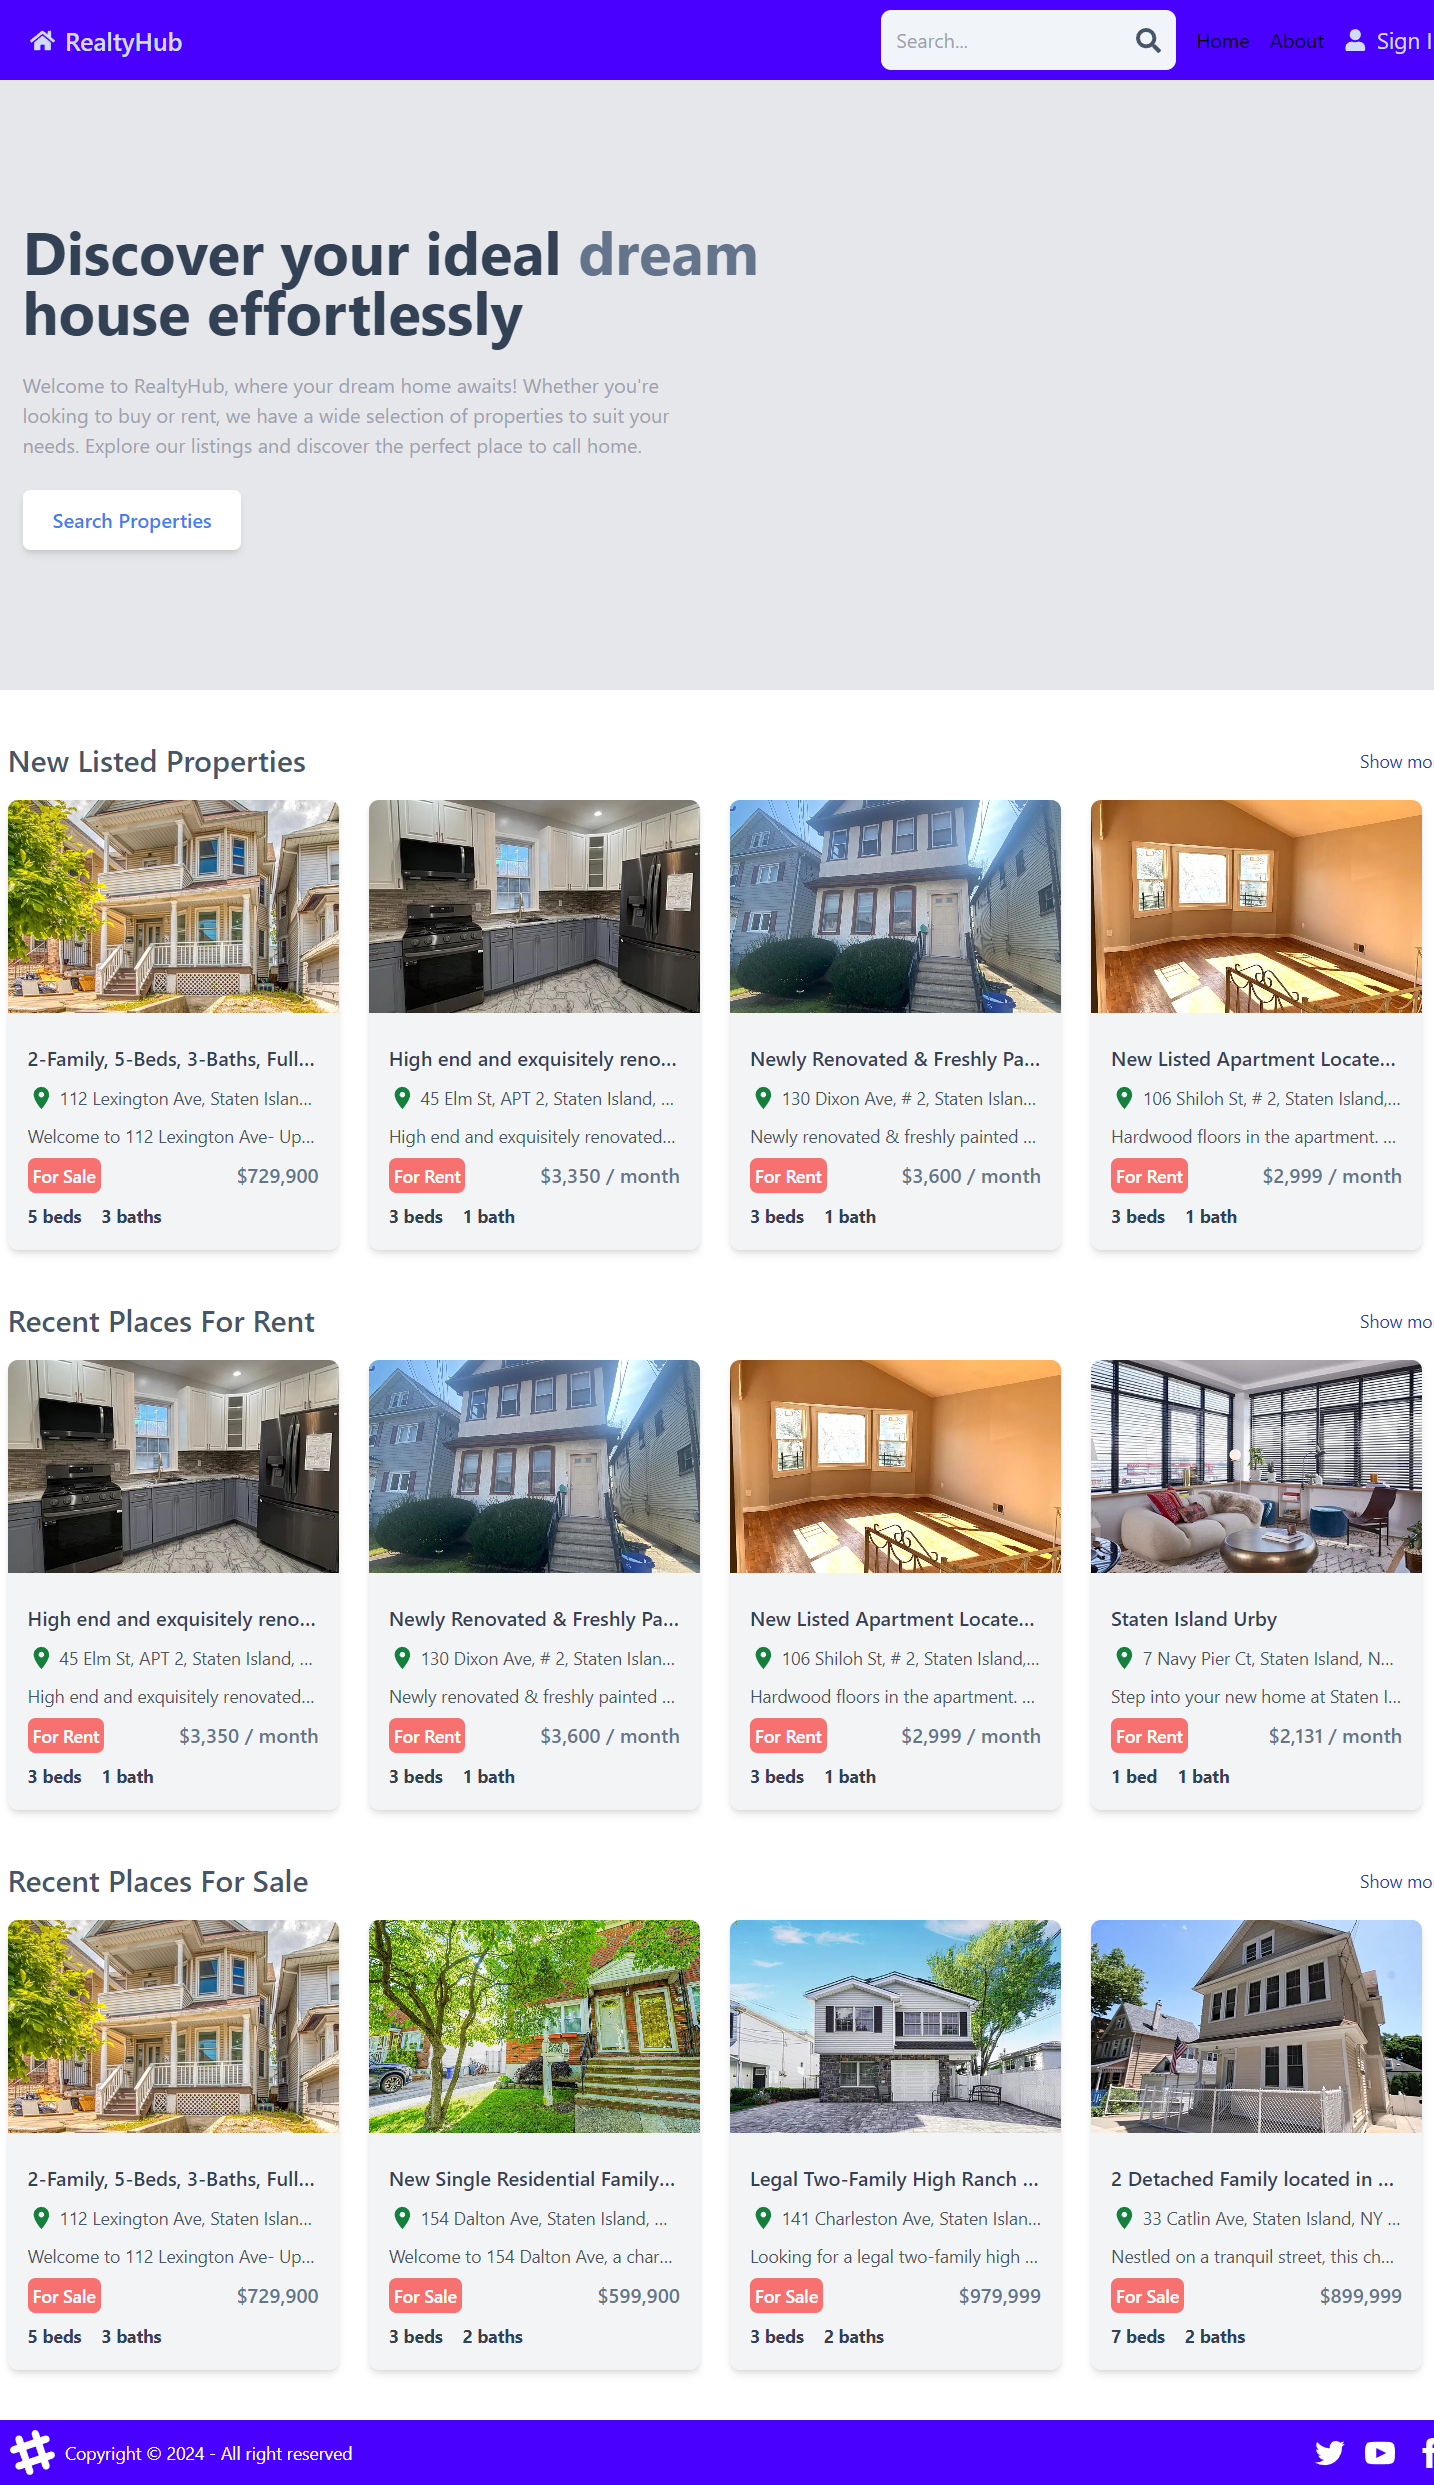 RealtyHub
Search...
Home
About
Sign I
Discover your ideal dream
house effortlessly
Welcome to RealtyHub, where your dream home awaits! Whether you're
looking to buy or rent, we have a wide selection of properties to suit your
needs. Explore our listings and discover the perfect place to call home.
Search Properties
New Listed Properties
Show mo
2-Family, 5-Beds, 3-Baths, Full...
112 Lexington Ave, Staten Islan...
Welcome to 112 Lexington Ave- Up...
For Sale
$729,900
5 beds 3 baths
High end and exquisitely reno...
45 Elm St, APT 2, Staten Island, ...
High end and exquisitely renovated...
For Rent
$3,350 / month
3 beds 1 bath
Newly Renovated & Freshly Pa...
130 Dixon Ave, # 2, Staten Islan...
Newly renovated & freshly painted ...
For Rent
$3,600 / month
3 beds 1 bath
New Listed Apartment Locate...
106 Shiloh St, # 2, Staten Island,...
Hardwood floors in the apartment. ...
For Rent
$2,999 / month
3 beds 1 bath
Recent Places For Rent
Show mo
High end and exquisitely reno...
45 Elm St, APT 2, Staten Island, ...
High end and exquisitely renovated...
For Rent
$3,350 / month
3 beds 1 bath
Newly Renovated & Freshly Pa...
130 Dixon Ave, # 2, Staten Islan...
Newly renovated & freshly painted ...
For Rent
$3,600 / month
3 beds 1 bath
New Listed Apartment Locate...
106 Shiloh St, # 2, Staten Island,...
Hardwood floors in the apartment. ...
For Rent
$2,999 / month
3 beds 1 bath
Staten Island Urby
7 Navy Pier Ct, Staten Island, N...
Step into your new home at Staten I...
For Rent
$2,131 / month
1 bed 1 bath
Recent Places For Sale
Show mo
2-Family, 5-Beds, 3-Baths, Full...
112 Lexington Ave, Staten Islan...
Welcome to 112 Lexington Ave- Up...
For Sale
$729,900
5 beds 3 baths
New Single Residential Family...
154 Dalton Ave, Staten Island, ...
Welcome to 154 Dalton Ave, a char...
For Sale
$599,900
3 beds 2 baths
Legal Two-Family High Ranch ...
141 Charleston Ave, Staten Islan...
Looking for a legal two-family high ...
For Sale
$979,999
3 beds 2 baths
2 Detached Family located in ...
33 Catlin Ave, Staten Island, NY ...
Nestled on a tranquil street, this ch...
For Sale
$899,999
7 beds 2 baths
Copyright © 2024 - All right reserved